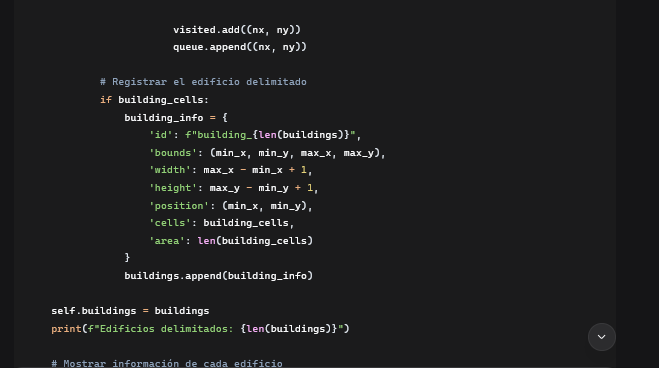 visited.add((nx, ny))
queue.append((nx, ny))
# Registrar el edificio delimitado
if building_cells:
building_info = {
'id': f"building_{len(buildings)}",
'bounds': (min_x, min_y, max_x, max_y),
'width': max_x - min_x + 1,
'height': max_y - min_y + 1,
'position': (min_x, min_y),
'cells': building_cells,
'area': len(building_cells)
}
buildings.append(building_info)
self.buildings = buildings
print(f"Edificios delimitados: {len(buildings)}")
# Mostrar información de cada edificio